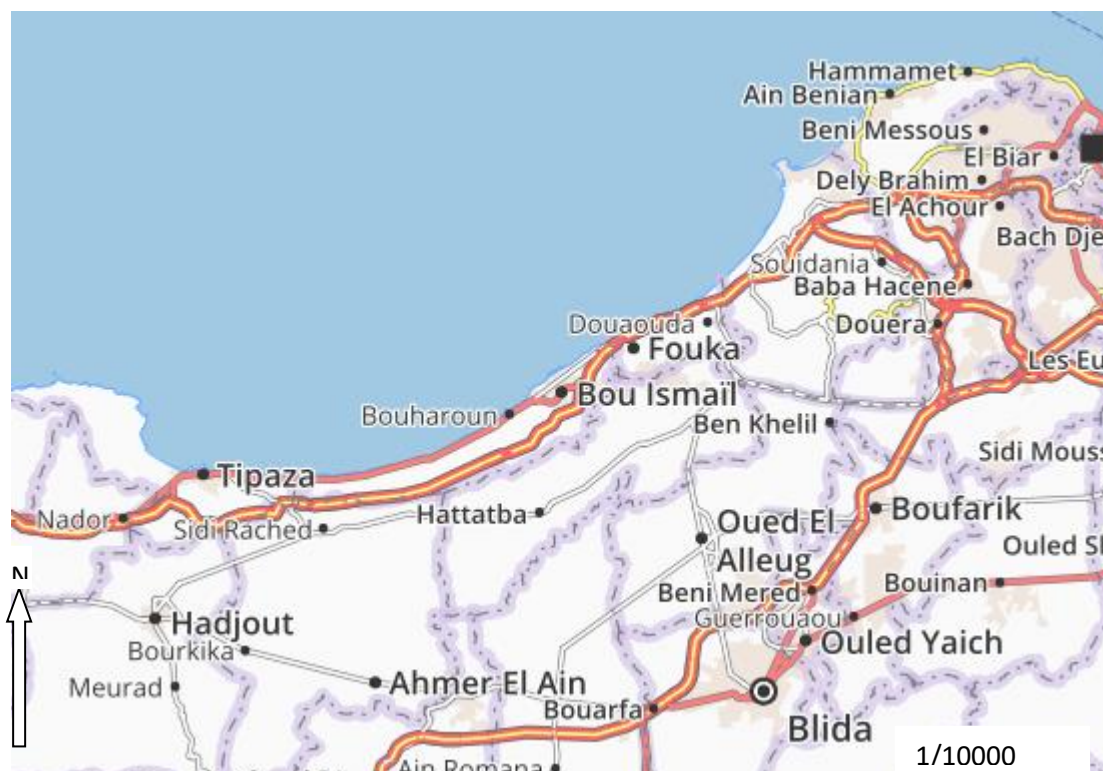 Hammamet
Ain Benian
Beni Messous
El Biar
Dely Brahim
El Achour
Bach Dje
Souidania
Baba Hacene
Douaouda
Douera
Fouka
Les Eu
Bou Ismaïl
Bouharoun
Ben Khelil
Sidi Mouss
Tipaza
Nador
Sidi Rached
Hattatba
Boufarik
Oued El
Alleug
Ouled Sl
N
Beni Mered
Bouinan
Guerrouaou
Hadjout
Ouled Yaich
Bourkika
Meurad
Ahmer El Ain
Bouarfa
Blida
1/10000
Ain Romana